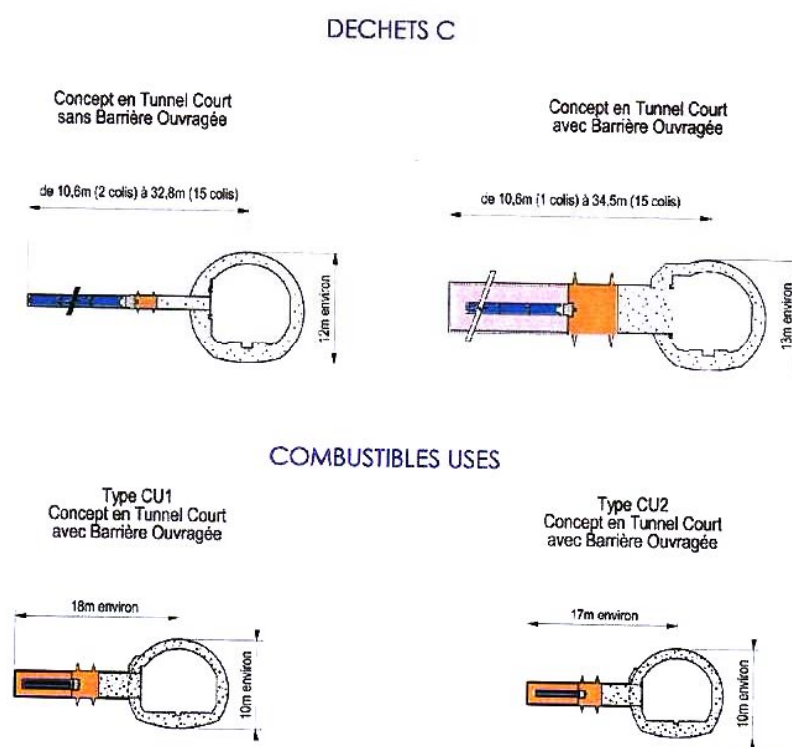 DECHETS C
Concept en Tunnel Court
sans Barrière Ouvragée
de 10,6m (2 colis) à 32,8m (15 colis)
12m environ
Concept en Tunnel Court
avec Barrière Ouvragée
de 10,6m (1 colis) à 34.5m (15 colis)
13m environ
COMBUSTIBLES USES
Type CU1
Concept en Tunnel Court
avec Barrière Ouvragée
18m environ
10m environ
Type CU2
Concept en Tunnel Court
avec Barrière Ouvragée
17m environ
10m environ